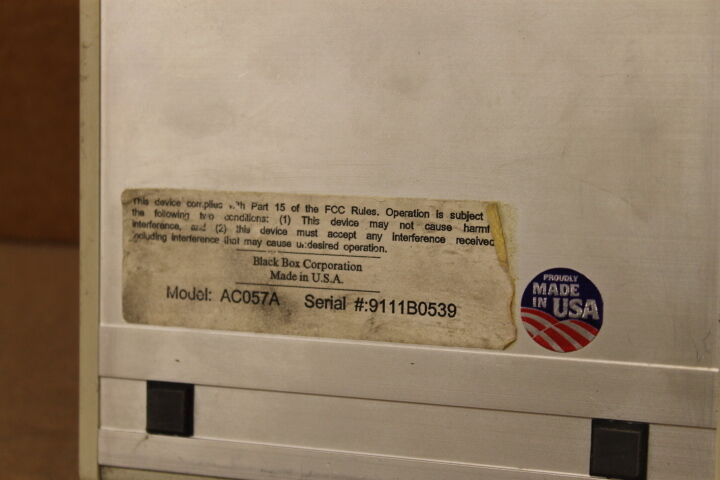 This device complies with Part 15 of the FCC Rules. Operation is subject
the following two conditions: (1) This device may not cause harmf
interference, and (2) this device must accept any interference received
including interference that may cause undesired operation.
Black Box Corporation
Made in U.S.A.
Model: AC057A Serial #:9111B0539
PROUDLY
MADE
IN USA